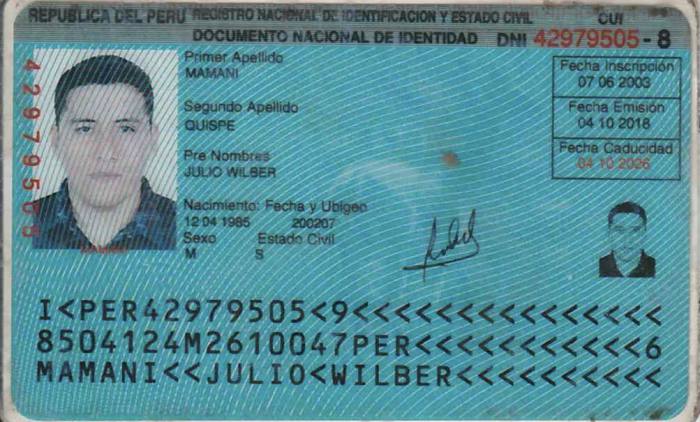 REPUBLICA DEL PERU REGISTRO NACIONAL DE IDENTIFICACION Y ESTADO CIVIL
DOCUMENTO NACIONAL DE IDENTIDAD DNI
CUI
42979505 - 8
42979505
Primer Apellido
MAMANI
Segundo Apellido
QUISPE
Pre Nombres
JULIO WILBER
Nacimiento: Fecha y Ubigeo
12 04 1985 200207
Sexo Estado Civil
M S
Fecha Inscripción
07 06 2003
Fecha Emisión
04 10 2018
Fecha Caducidad
04 10 2026
MAMANI
I<PER42979505<9<<<<<<<<<<<<<<<
8504124M2610047PER<<<<<<<<<<<6
MAMANI<<JULIO<WILBER<<<<<<<<<<